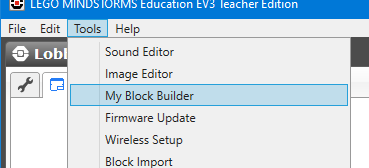 LEGO MINDSTORMS Education EV3 Teacher Edition
File Edit Tools Help
Sound Editor
Image Editor
My Block Builder
Firmware Update
Wireless Setup
Block Import